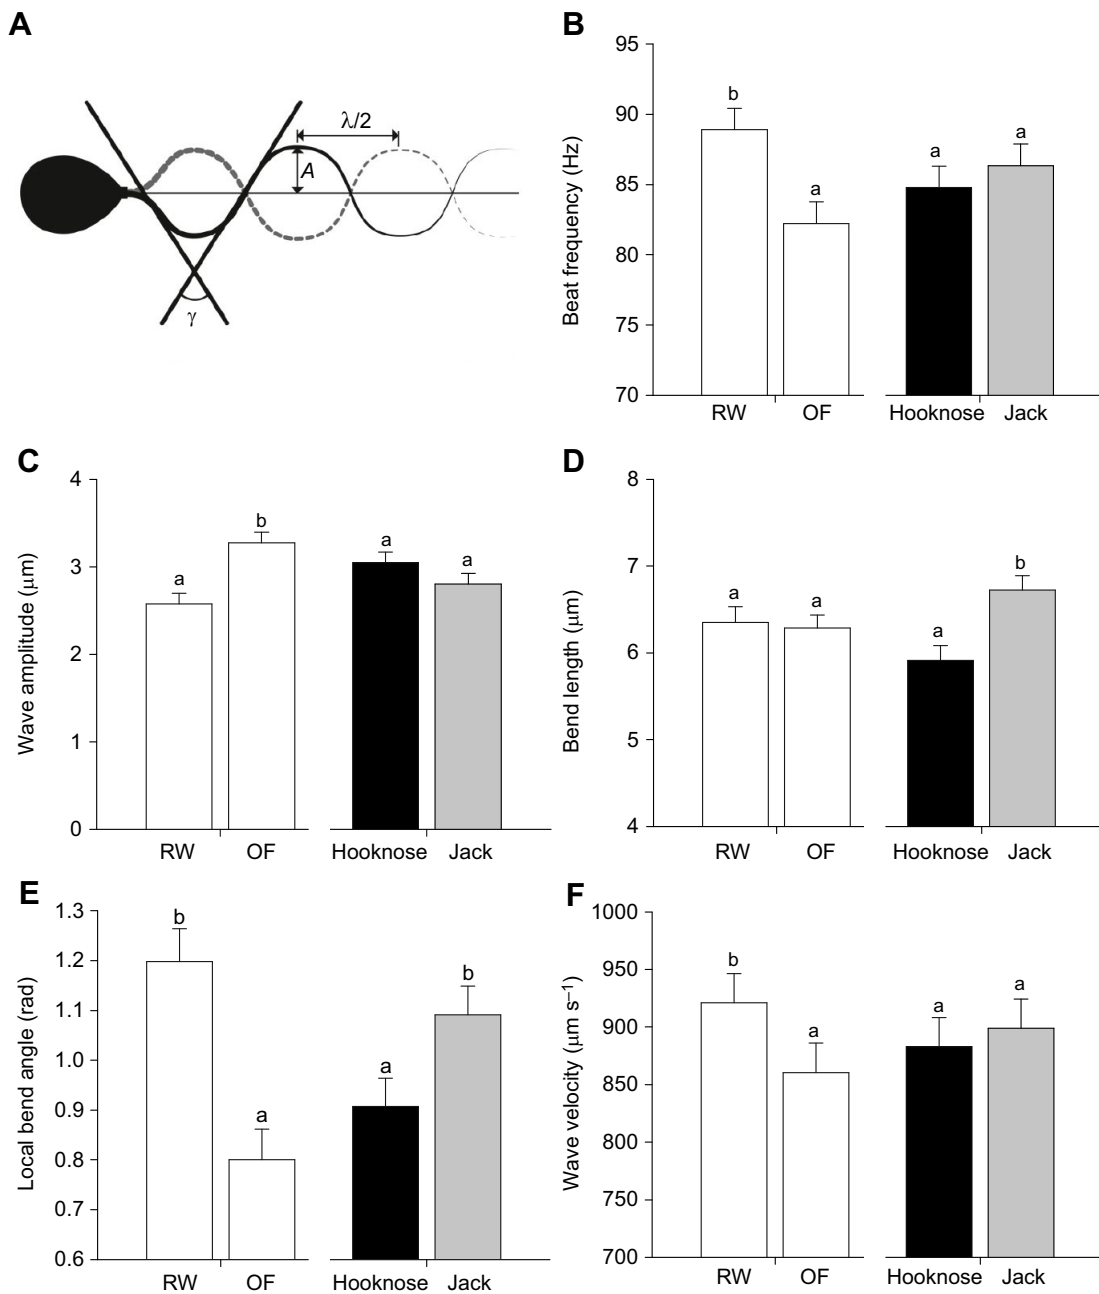 A
λ/2
A
γ
B
95
90
85
80
75
70
Beat frequency (Hz)
b
a
a
a
RW
OF
Hooknose
Jack
C
4
3
2
1
0
Wave amplitude (μm)
a
b
a
a
RW
OF
Hooknose
Jack
D
8
7
6
5
4
Bend length (μm)
a
a
a
b
RW
OF
Hooknose
Jack
E
1.3
1.2
1.1
1.0
0.9
0.8
0.7
0.6
Local bend angle (rad)
b
a
a
b
RW
OF
Hooknose
Jack
F
1000
950
900
850
800
750
700
Wave velocity (μm s⁻¹)
b
a
a
a
RW
OF
Hooknose
Jack